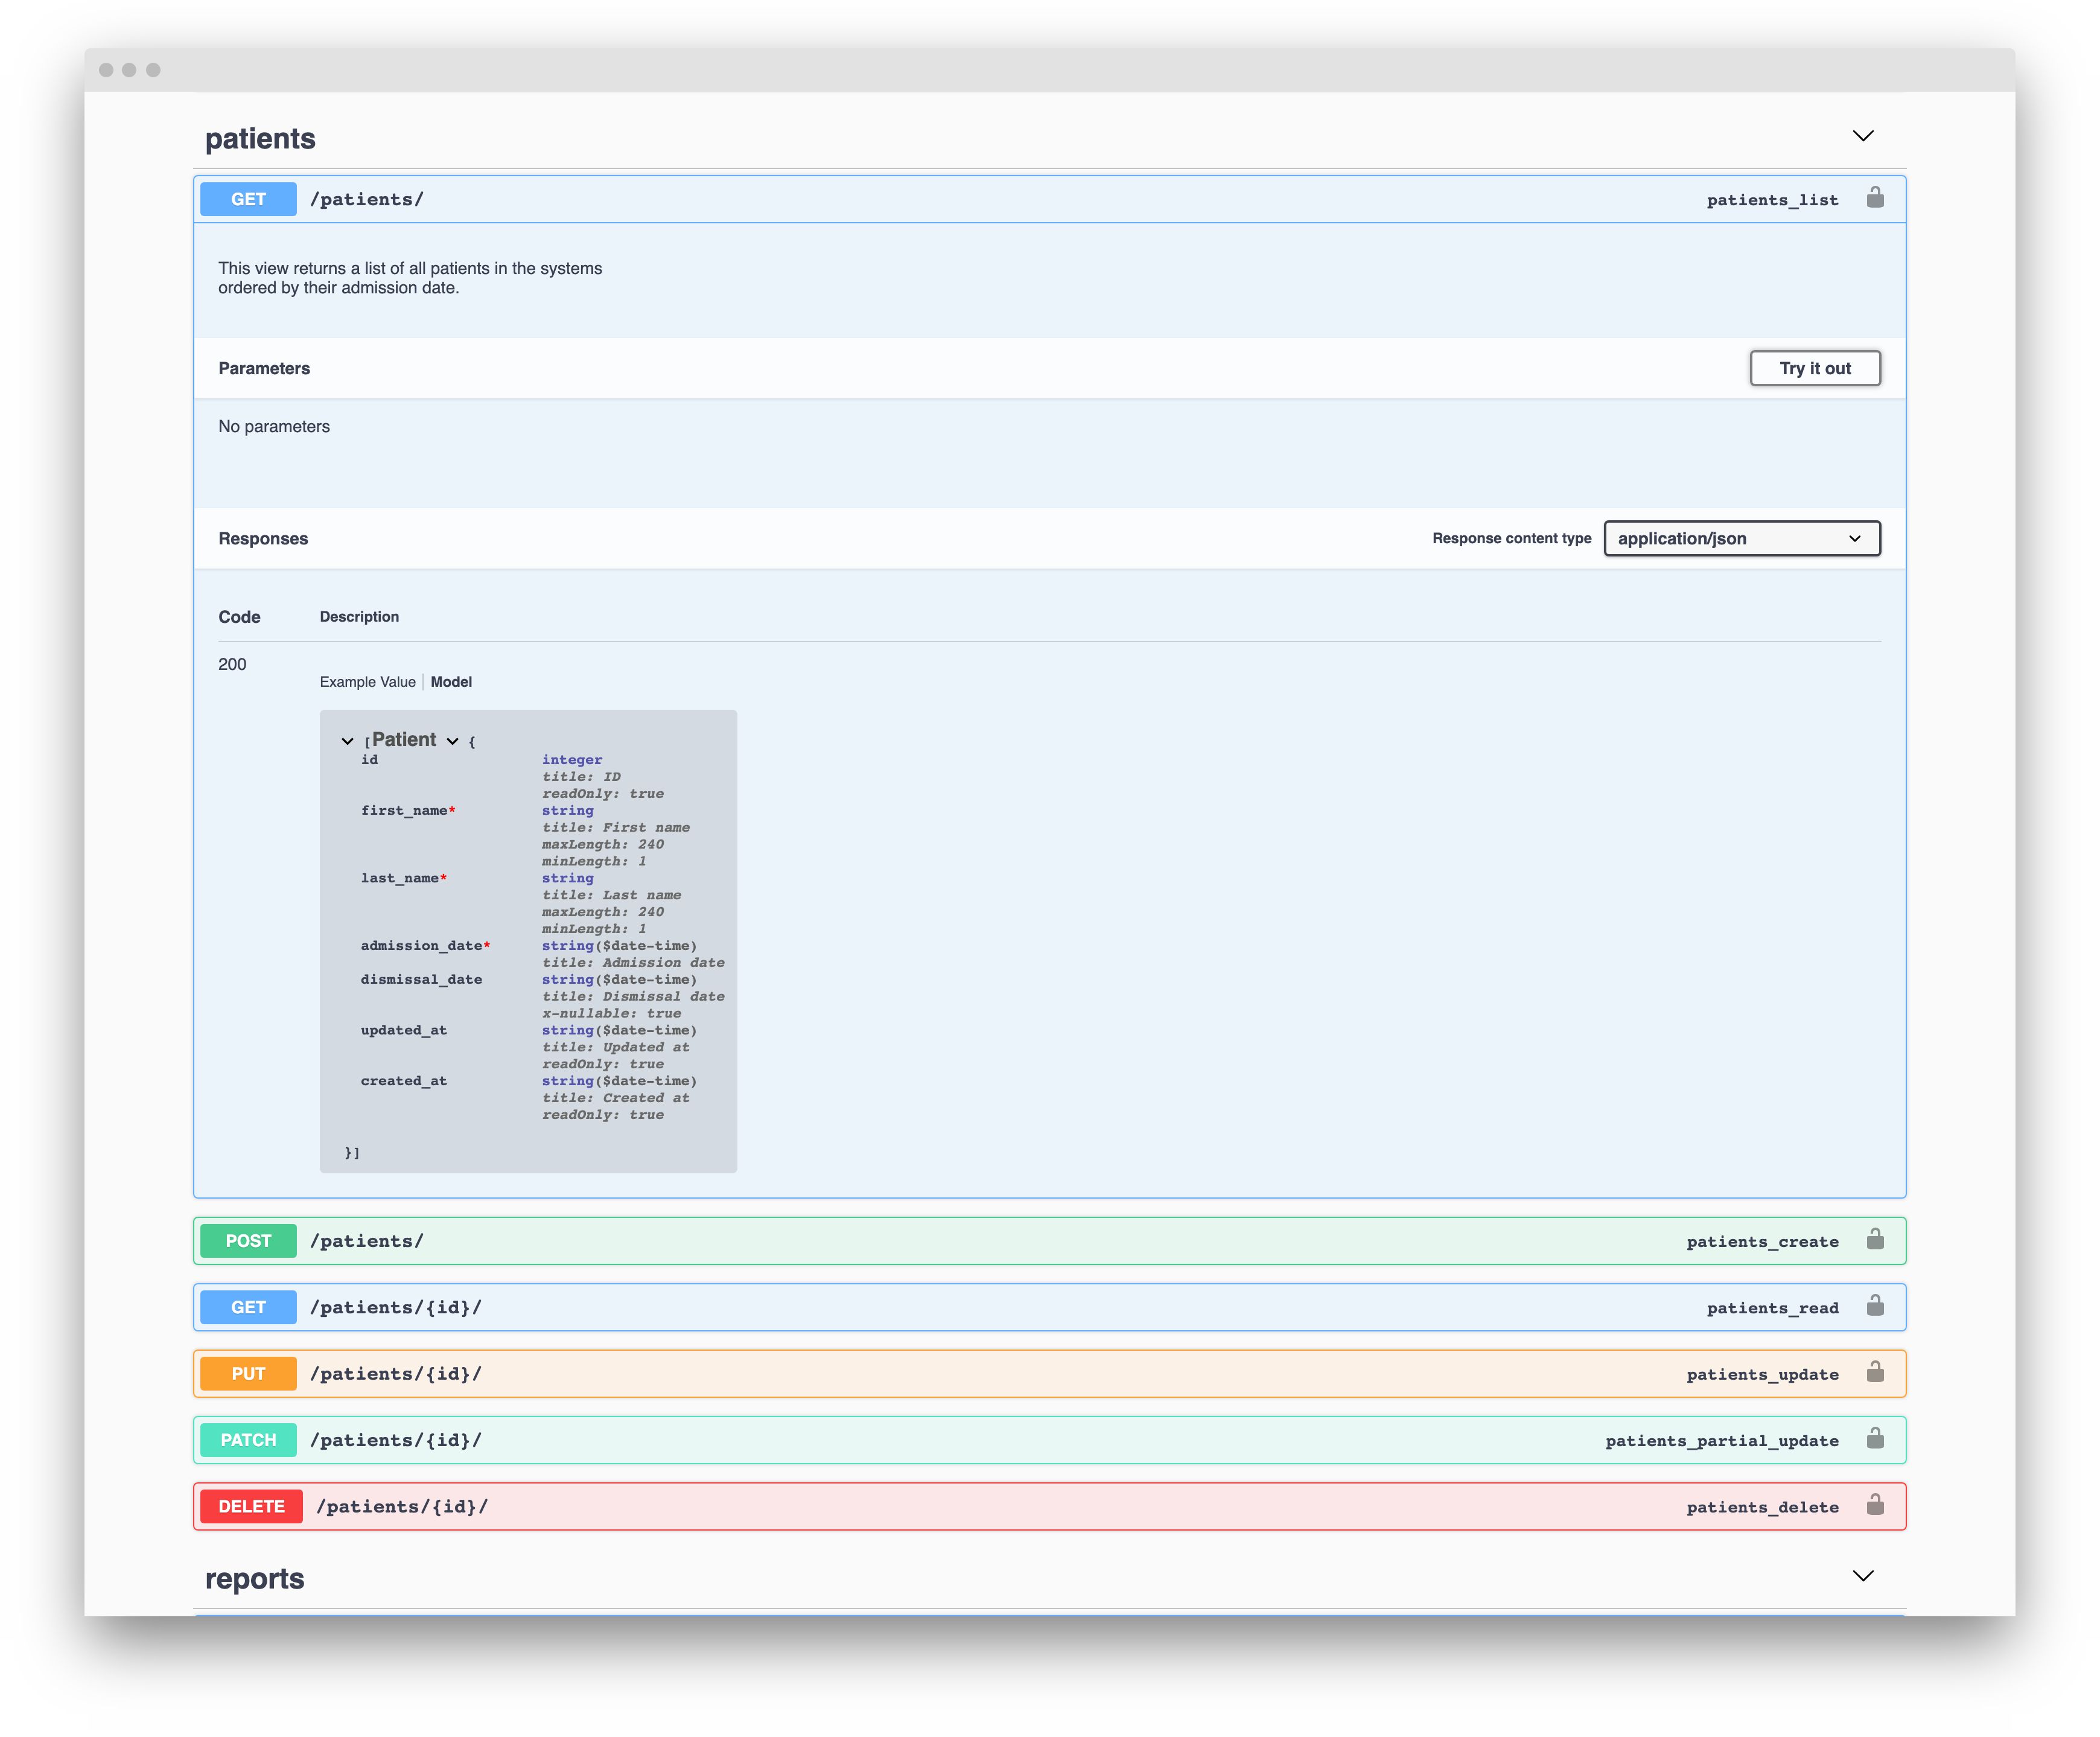 patients
GET /patients/ patients_list
This view returns a list of all patients in the systems
ordered by their admission date.
Parameters Try it out
No parameters
Responses Response content type application/json
Code Description
200
Example Value Model
[Patient {
id integer
title: ID
readOnly: true
first_name* string
title: First name
maxLength: 240
minLength: 1
last_name* string
title: Last name
maxLength: 240
minLength: 1
admission_date* string($date-time)
title: Admission date
dismissal_date string($date-time)
title: Dismissal date
x-nullable: true
updated_at string($date-time)
title: Updated at
readOnly: true
created_at string($date-time)
title: Created at
readOnly: true
}]
POST /patients/ patients_create
GET /patients/{id}/ patients_read
PUT /patients/{id}/ patients_update
PATCH /patients/{id}/ patients_partial_update
DELETE /patients/{id}/ patients_delete
reports